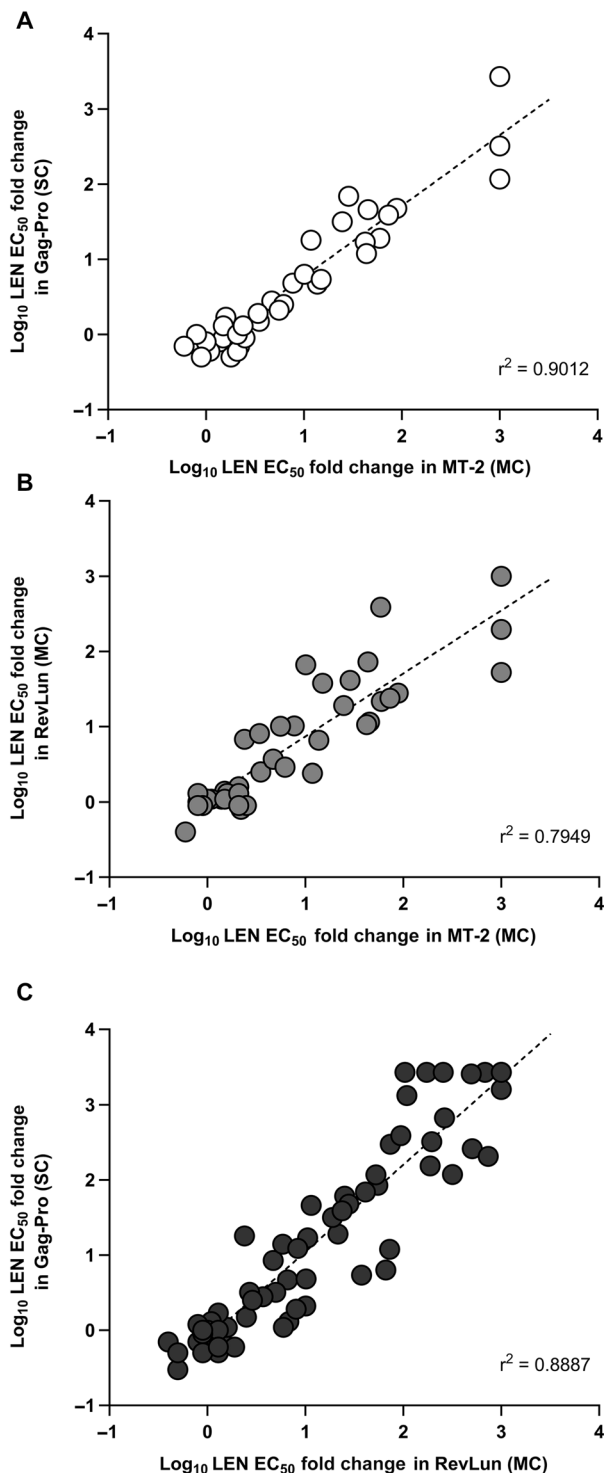 A
4
3
2
1
0
–1
Log10 LEN EC50 fold change
in Gag-Pro (SC)
r2 = 0.9012
–1 0 1 2 3 4
Log10 LEN EC50 fold change in MT-2 (MC)
B
4
3
2
1
0
–1
Log10 LEN EC50 fold change
in RevLun (MC)
r2 = 0.7949
–1 0 1 2 3 4
Log10 LEN EC50 fold change in MT-2 (MC)
C
4
3
2
1
0
–1
Log10 LEN EC50 fold change
in Gag-Pro (SC)
r2 = 0.8887
–1 0 1 2 3 4
Log10 LEN EC50 fold change in RevLun (MC)